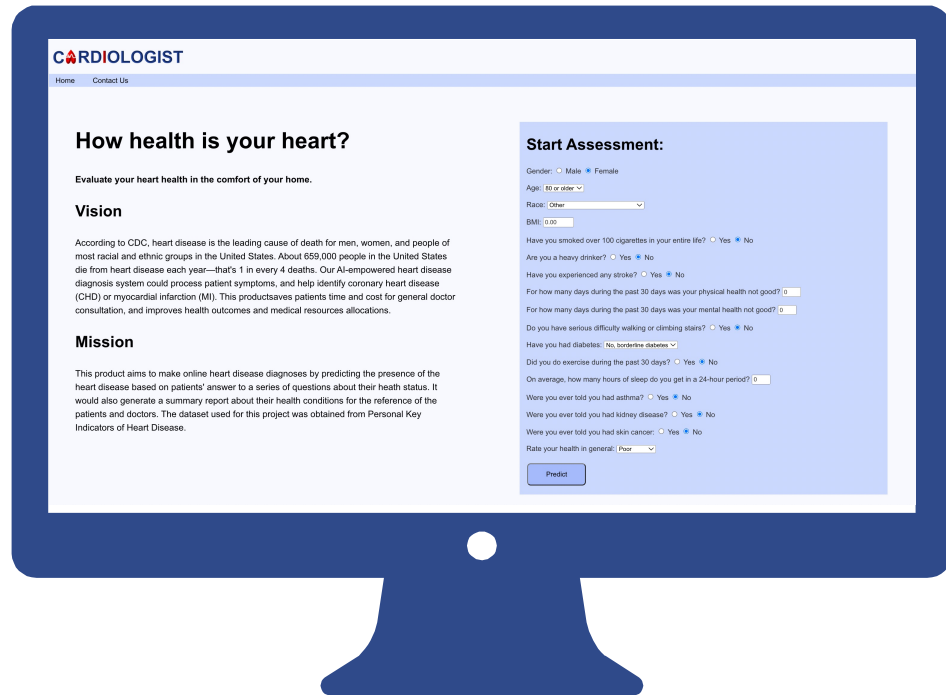 CARDIOLOGIST
Home Contact Us
How health is your heart?
Evaluate your heart health in the comfort of your home.
Vision
According to CDC, heart disease is the leading cause of death for men, women, and people of
most racial and ethnic groups in the United States. About 659,000 people in the United States
die from heart disease each year—that's 1 in every 4 deaths. Our AI-empowered heart disease
diagnosis system could process patient symptoms, and help identify coronary heart disease
(CHD) or myocardial infarction (MI). This productsaves patients time and cost for general doctor
consultation, and improves health outcomes and medical resources allocations.
Mission
This product aims to make online heart disease diagnoses by predicting the presence of the
heart disease based on patients' answer to a series of questions about their heath status. It
would also generate a summary report about their health conditions for the reference of the
patients and doctors. The dataset used for this project was obtained from Personal Key
Indicators of Heart Disease.
Start Assessment:
Gender: Male Female
Age: 80 or older
Race: Other
BMI: 0.00
Have you smoked over 100 cigarettes in your entire life? Yes No
Are you a heavy drinker? Yes No
Have you experienced any stroke? Yes No
For how many days during the past 30 days was your physical health not good? 0
For how many days during the past 30 days was your mental health not good? 0
Do you have serious difficulty walking or climbing stairs? Yes No
Have you had diabetes: No, borderline diabetes
Did you do exercise during the past 30 days? Yes No
On average, how many hours of sleep do you get in a 24-hour period? 0
Were you ever told you had asthma? Yes No
Were you ever told you had kidney disease? Yes No
Were you ever told you had skin cancer: Yes No
Rate your health in general: Poor
Predict